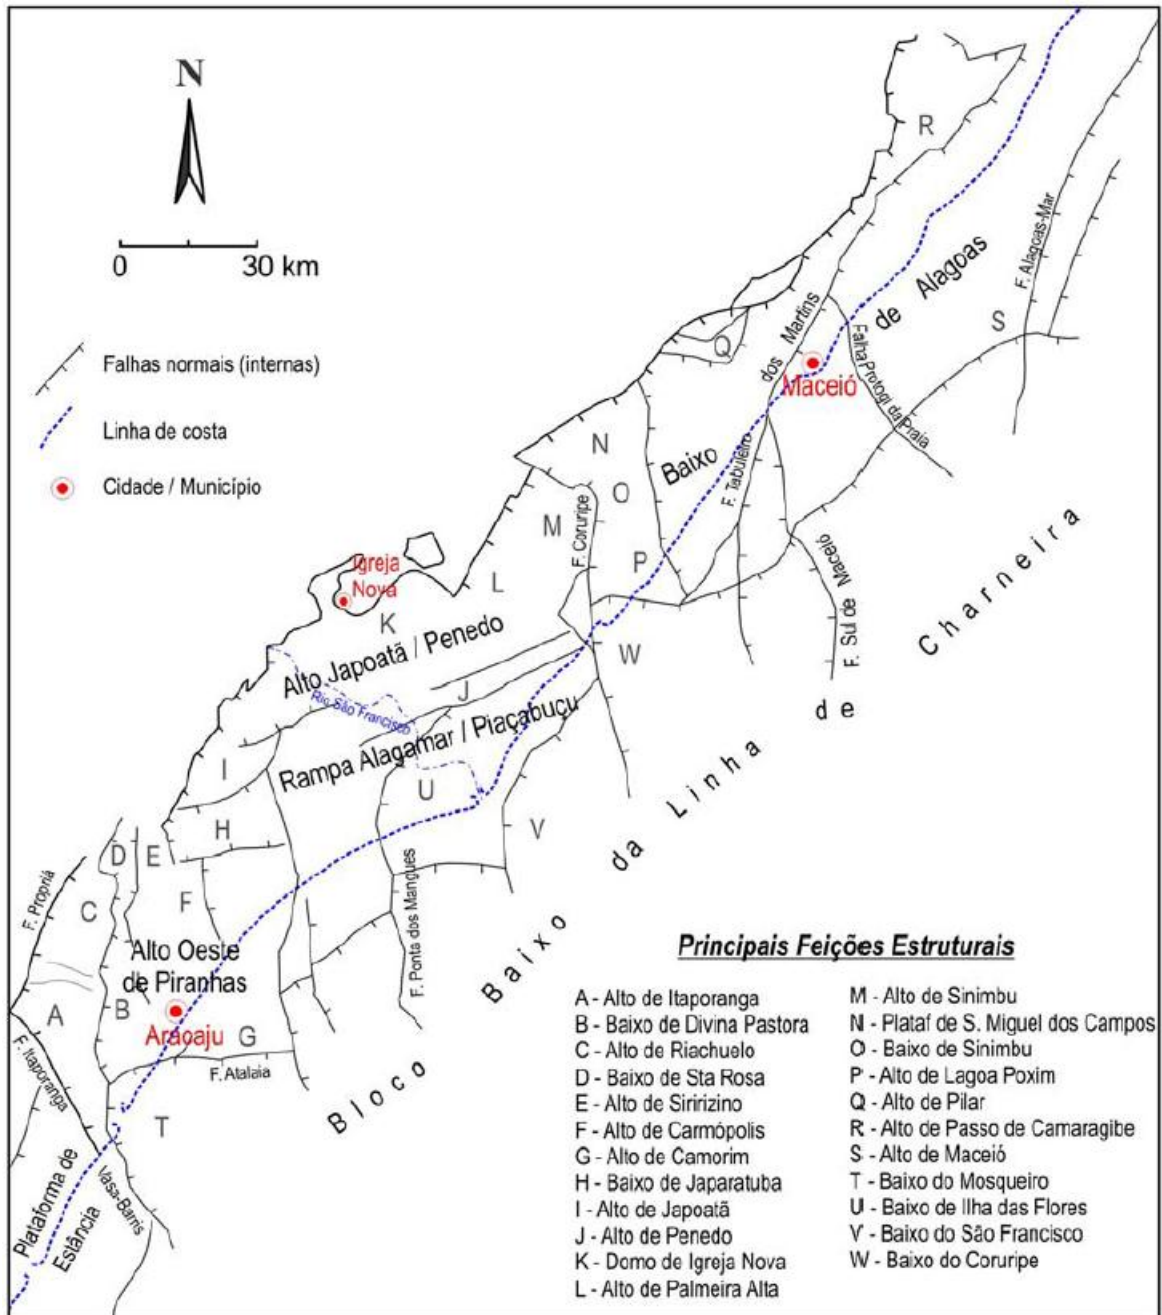 N
0 30 km
Falhas normais (internas)
Linha de costa
Cidade / Município
R
F. Alagoas-Mar
de Alagoas
S
Q
dos Martins
Maceió
Falha Protogi da Praia
N
Baixo
O
F. Tabuleiro
M
F. Coruripe
P
F. Sul de Maceió
Igreja
Nova
L
K
Alto Japoatã / Penedo
W
J
Rio São Francisco
Rampa Alagamar / Piaçabuçu
I
U
H
V
D
E
F. Propriá
C
F
F. Ponta dos Mangues
Alto Oeste
de Piranhas
A
B
Aracaju
G
F. Itaporanga
F. Atalaia
T
Vasa-Barris
Plataforma de
Estância
Bloco Baixo da Linha de Charneira
Principais Feições Estruturais
A - Alto de Itaporanga
B - Baixo de Divina Pastora
C - Alto de Riachuelo
D - Baixo de Sta Rosa
E - Alto de Siririzino
F - Alto de Carmópolis
G - Alto de Camorim
H - Baixo de Japaratuba
I - Alto de Japoatã
J - Alto de Penedo
K - Domo de Igreja Nova
L - Alto de Palmeira Alta
M - Alto de Sinimbu
N - Plataf de S. Miguel dos Campos
O - Baixo de Sinimbu
P - Alto de Lagoa Poxim
Q - Alto de Pilar
R - Alto de Passo de Camaragibe
S - Alto de Maceió
T - Baixo do Mosqueiro
U - Baixo de Ilha das Flores
V - Baixo do São Francisco
W - Baixo do Coruripe